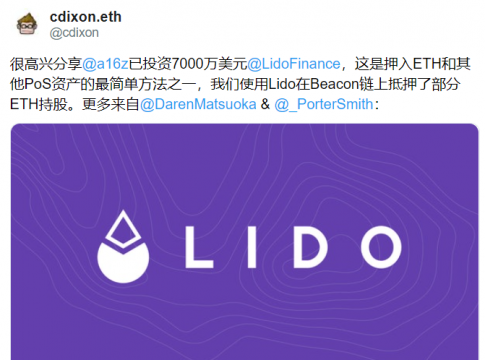 cdixon.eth
@cdixon
很高兴分享@a16z已投资7000万美元@LidoFinance，这是押入ETH和其
他PoS资产的最简单方法之一，我们使用Lido在Beacon链上抵押了部分
ETH持股。更多来自@DarenMatsuoka & @_PorterSmith：
LIDO